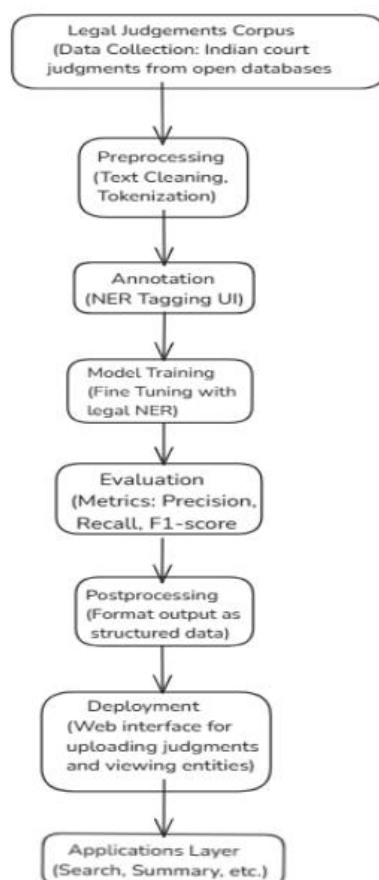 Legal Judgements Corpus
(Data Collection: Indian court
judgments from open databases
Preprocessing
(Text Cleaning,
Tokenization)
Annotation
(NER Tagging UI)
Model Training
(Fine Tuning with
legal NER)
Evaluation
(Metrics: Precision,
Recall, F1-score
Postprocessing
(Format output as
structured data)
Deployment
(Web interface for
uploading judgments
and viewing entities)
Applications Layer
(Search, Summary, etc.)